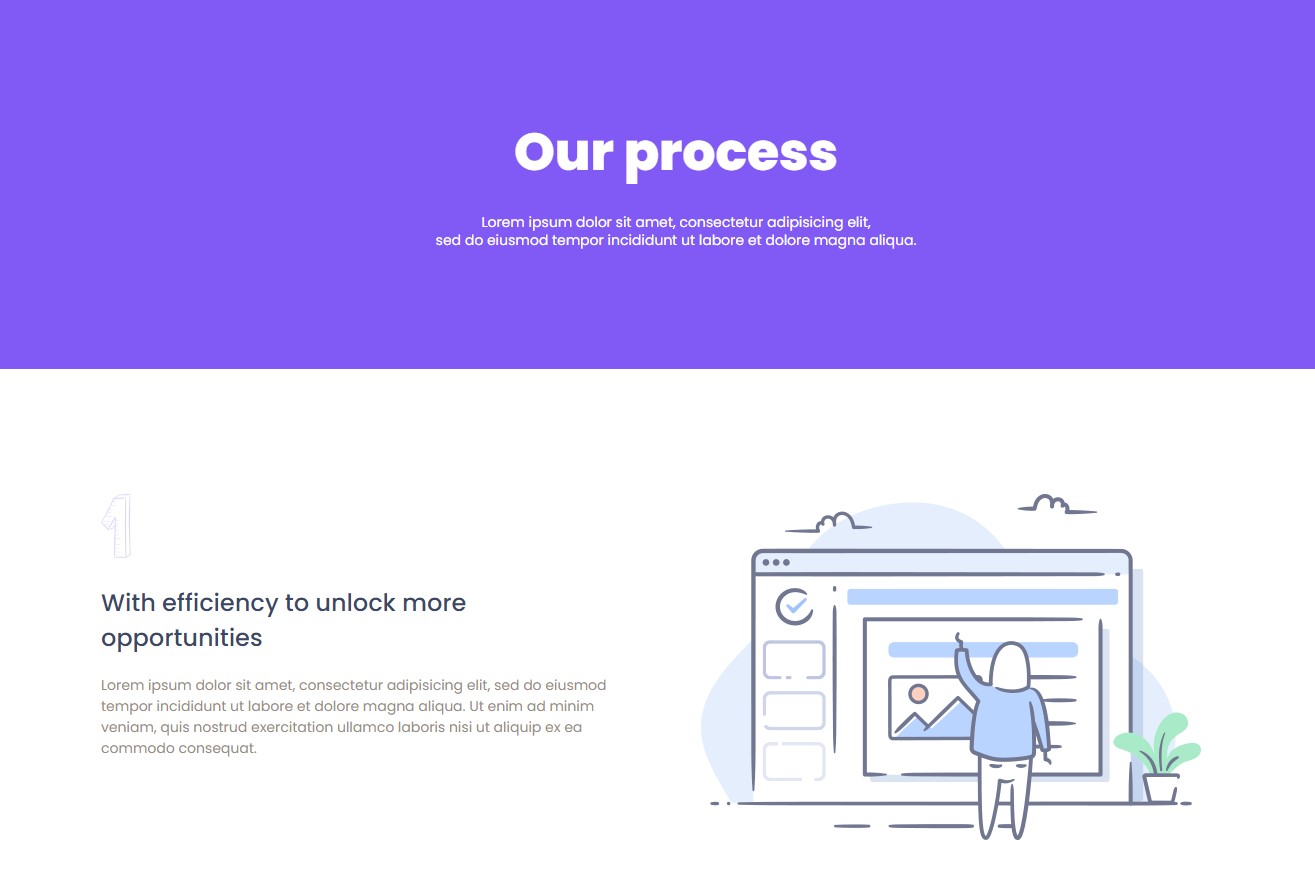 Our process
Lorem ipsum dolor sit amet, consectetur adipisicing elit,
sed do eiusmod tempor incididunt ut labore et dolore magna aliqua.
1
With efficiency to unlock more
opportunities
Lorem ipsum dolor sit amet, consectetur adipisicing elit, sed do eiusmod
tempor incididunt ut labore et dolore magna aliqua. Ut enim ad minim
veniam, quis nostrud exercitation ullamco laboris nisi ut aliquip ex ea
commodo consequat.